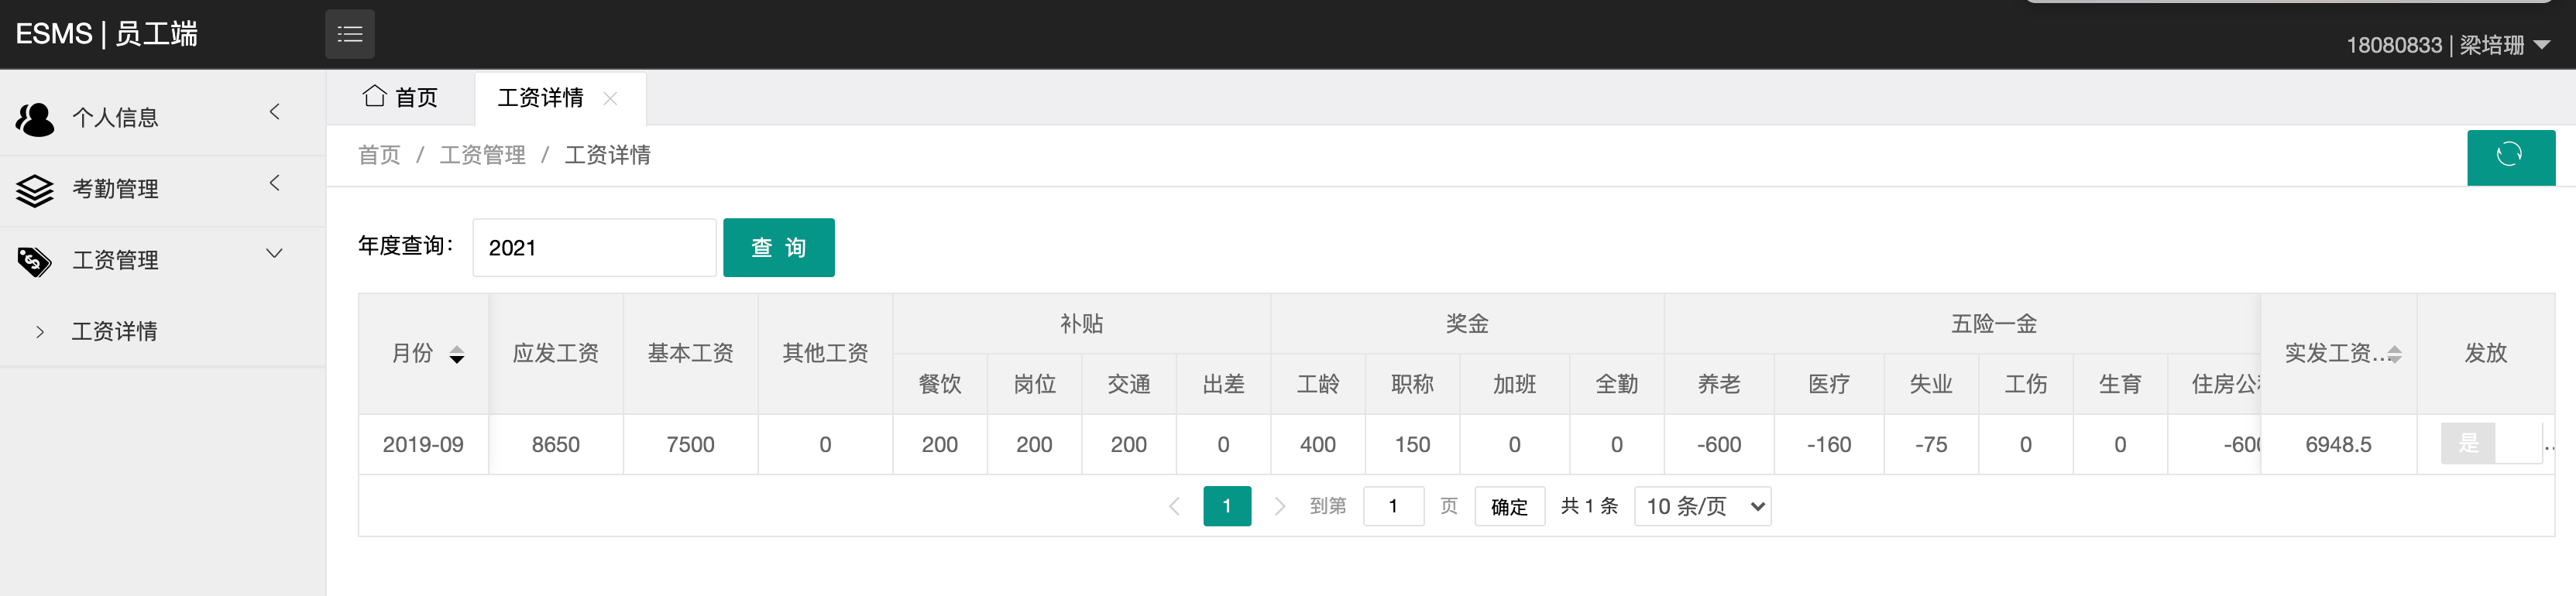 ESMS | 员工端
18080833 | 梁培珊
个人信息
考勤管理
工资管理
工资详情
首页 工资详情
首页 / 工资管理 / 工资详情
年度查询： 2021 查 询
月份 应发工资 基本工资 其他工资 补贴 奖金 五险一金 实发工资... 发放
餐饮 岗位 交通 出差 工龄 职称 加班 全勤 养老 医疗 失业 工伤 生育 住房公
2019-09 8650 7500 0 200 200 200 0 400 150 0 0 -600 -160 -75 0 0 -60 6948.5 是 ..
1 到第 1 页 确定 共 1 条 10 条/页